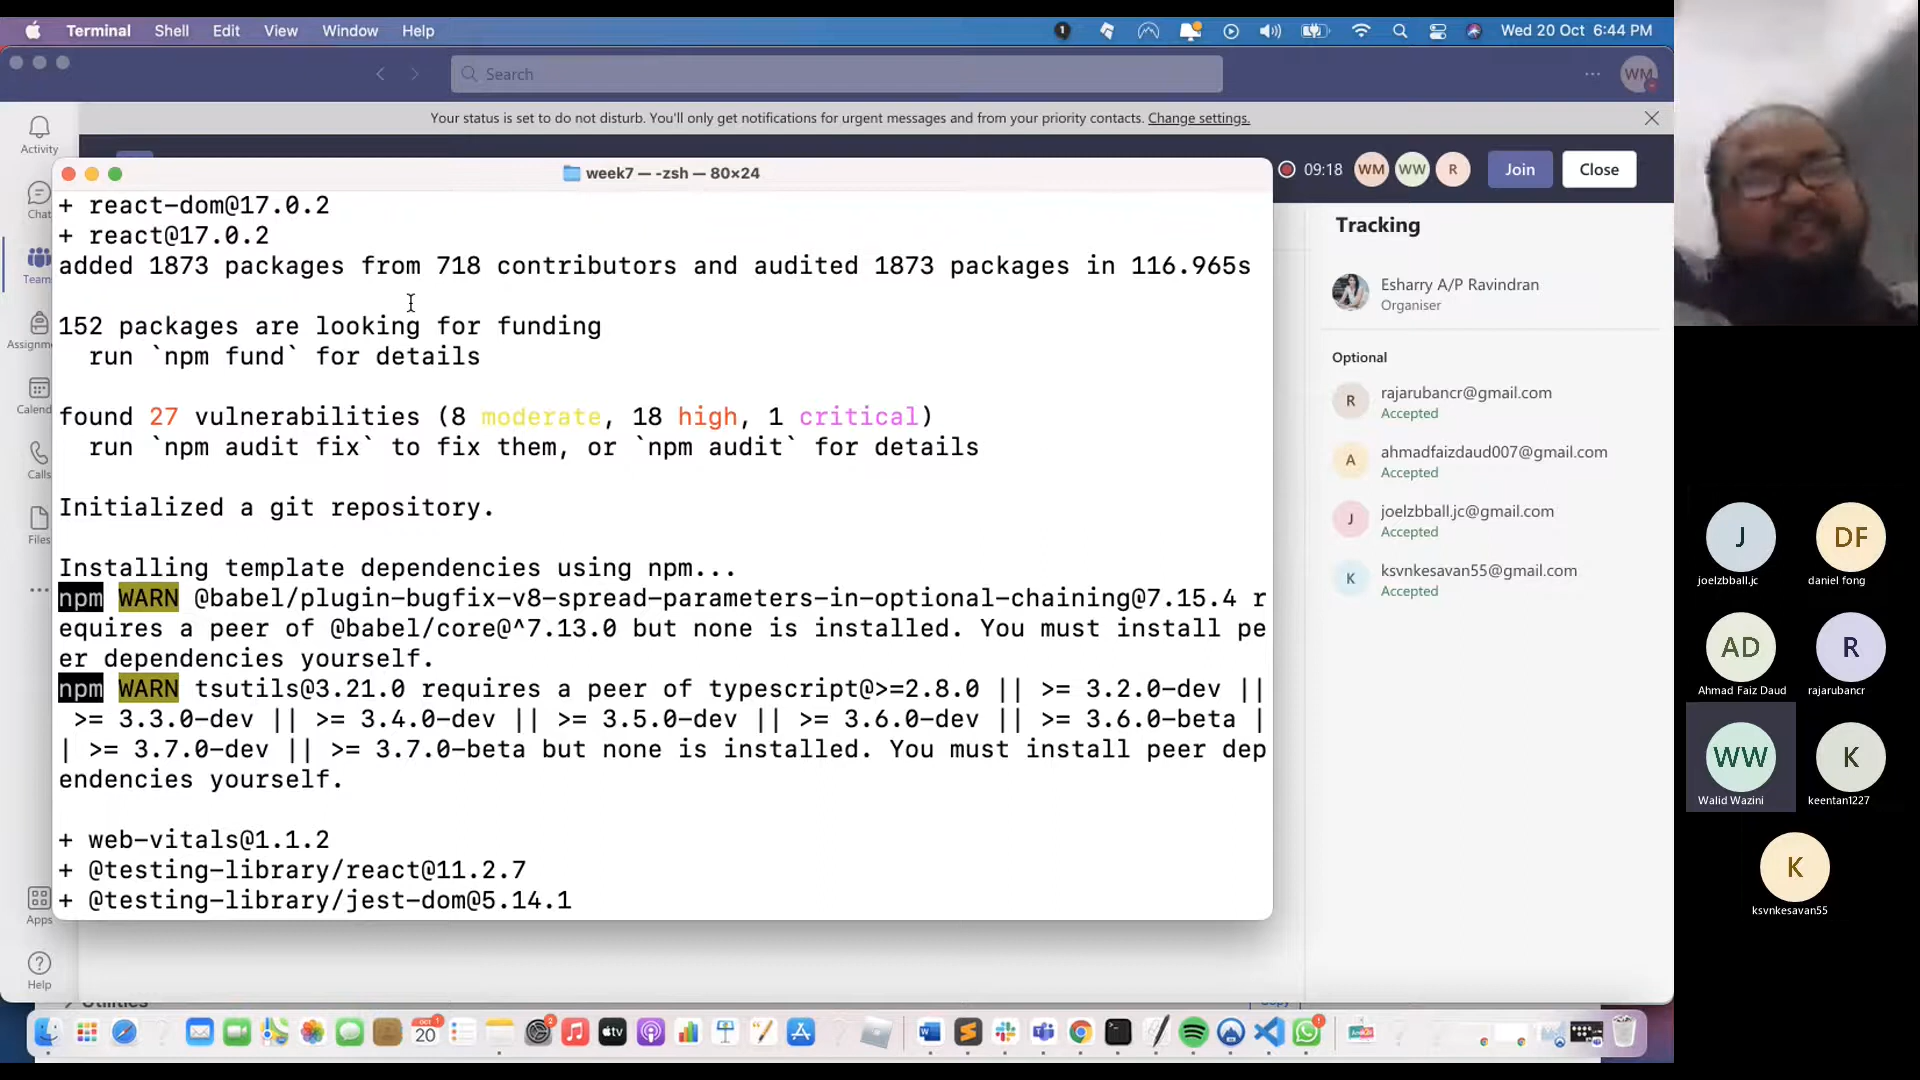 Terminal Shell Edit View Window Help
1
Wed 20 Oct 6:44 PM
Search
WM
Your status is set to do not disturb. You'll only get notifications for urgent messages and from your priority contacts. Change settings.
Activity
Chat
Teams
Assignm
Calend
Calls
Files
Apps
Help
week7 — -zsh — 80×24
09:18
WM
WW
R
Join
Close
+ react-dom@17.0.2
+ react@17.0.2
added 1873 packages from 718 contributors and audited 1873 packages in 116.965s
152 packages are looking for funding
run `npm fund` for details
found 27 vulnerabilities (8 moderate, 18 high, 1 critical)
run `npm audit fix` to fix them, or `npm audit` for details
Initialized a git repository.
Installing template dependencies using npm...
npm WARN @babel/plugin-bugfix-v8-spread-parameters-in-optional-chaining@7.15.4 r
equires a peer of @babel/core@^7.13.0 but none is installed. You must install pe
er dependencies yourself.
npm WARN tsutils@3.21.0 requires a peer of typescript@>=2.8.0 || >= 3.2.0-dev ||
>= 3.3.0-dev || >= 3.4.0-dev || >= 3.5.0-dev || >= 3.6.0-dev || >= 3.6.0-beta |
| >= 3.7.0-dev || >= 3.7.0-beta but none is installed. You must install peer dep
endencies yourself.
+ web-vitals@1.1.2
+ @testing-library/react@11.2.7
+ @testing-library/jest-dom@5.14.1
Tracking
Esharry A/P Ravindran
Organiser
Optional
R
rajarubancr@gmail.com
Accepted
A
ahmadfaizdaud007@gmail.com
Accepted
J
joelzbball.jc@gmail.com
Accepted
K
ksvnkesavan55@gmail.com
Accepted
Utilities
Copy
OCT
20
tv
J
joelzbball.jc
DF
daniel fong
AD
Ahmad Faiz Daud
R
rajarubancr
WW
Walid Wazini
K
keentan1227
K
ksvnkesavan55